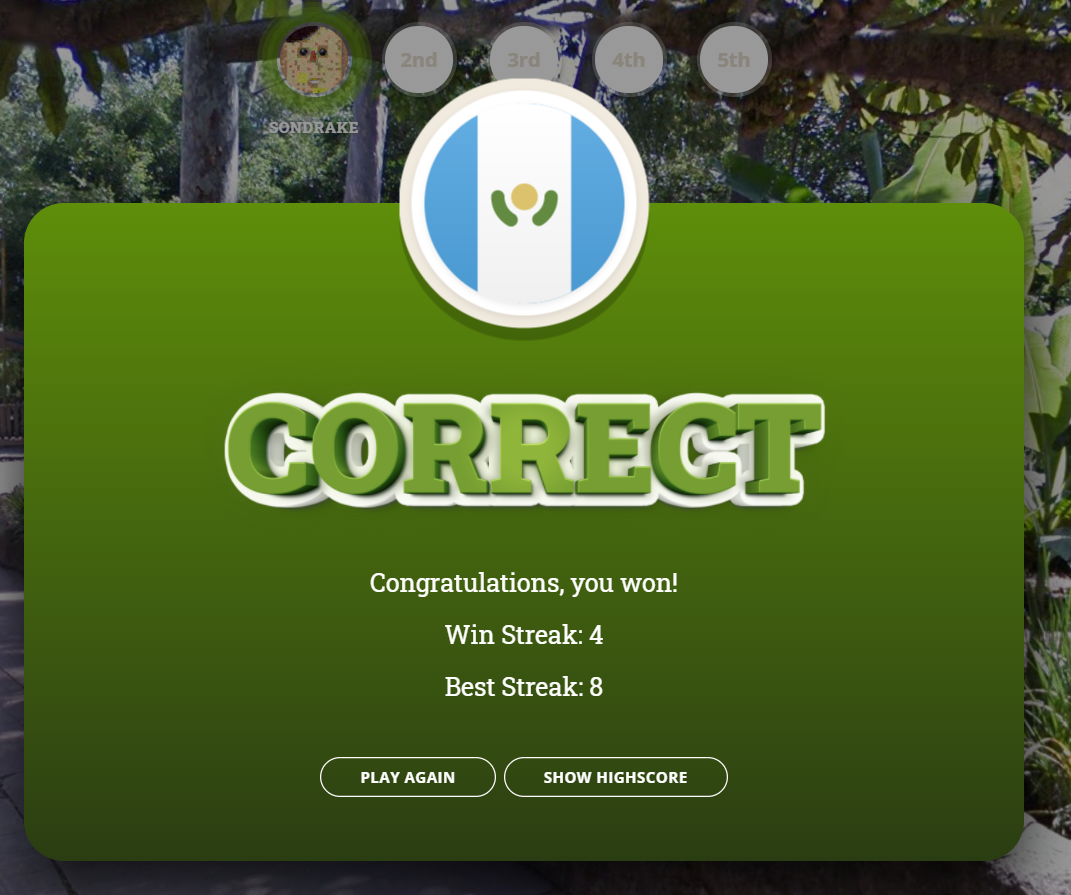 2nd
3rd
4th
5th
SONDRAKE
CORRECT
Congratulations, you won!
Win Streak: 4
Best Streak: 8
PLAY AGAIN
SHOW HIGHSCORE